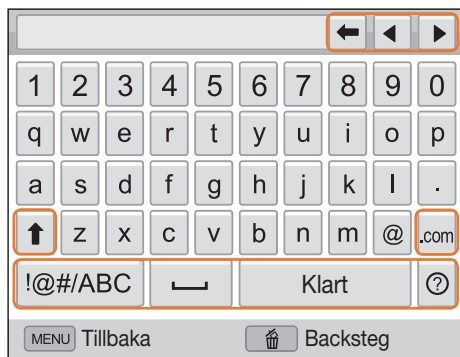 1 2 3 4 5 6 7 8 9 0
q w e r t y u i o p
a s d f g h j k l .
z x c v b n m @ .com
!@#/ABC Klart ?
MENU Tillbaka Backsteg